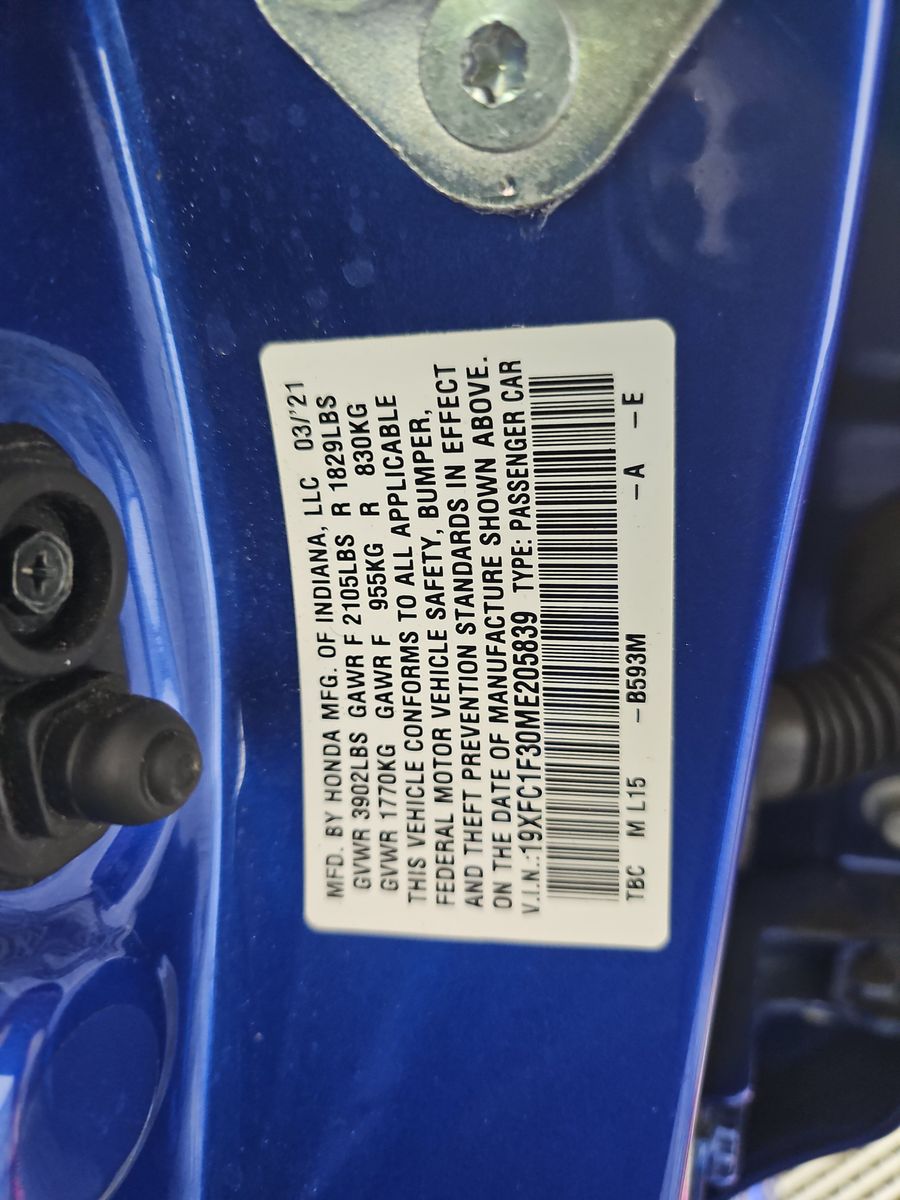 MFD. BY HONDA MFG. OF INDIANA, LLC 03/'21
GVWR 3902LBS GAWR F 2105LBS R 1829LBS
GVWR 1770KG GAWR F 955KG R 830KG
THIS VEHICLE CONFORMS TO ALL APPLICABLE
FEDERAL MOTOR VEHICLE SAFETY, BUMPER,
AND THEFT PREVENTION STANDARDS IN EFFECT
ON THE DATE OF MANUFACTURE SHOWN ABOVE.
V.I.N.:19XFC1F30ME205839 TYPE: PASSENGER CAR
TBC M L15 -B593M -A -E